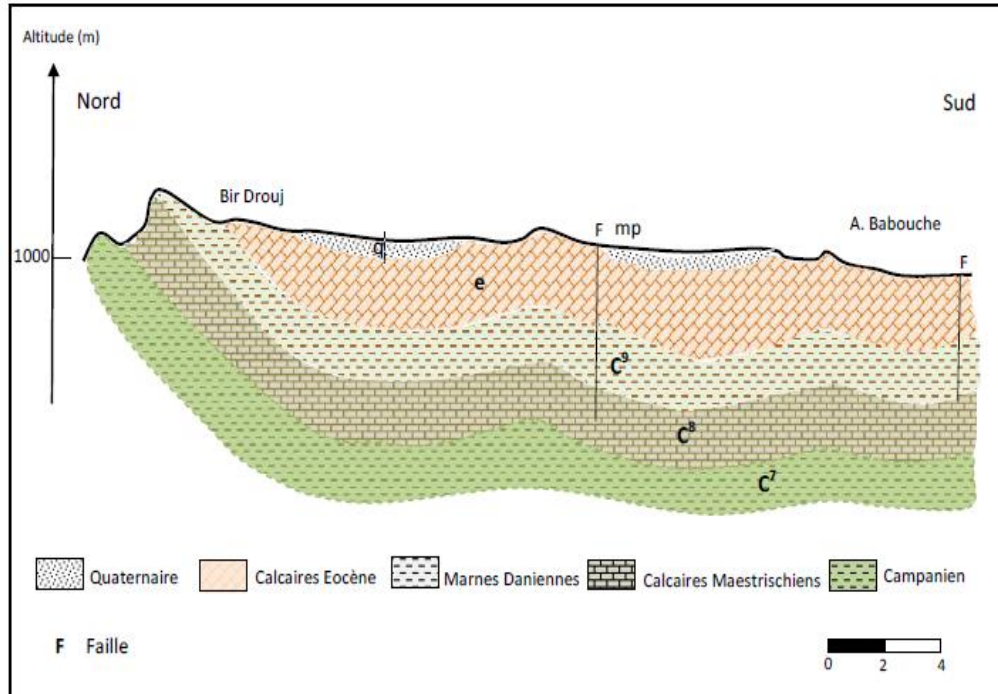 Altitude (m)
Nord
Sud
Bir Drouj
F mp
A. Babouche
q
1000
F
e
C⁹
C⁸
C⁷
Quaternaire
Calcaires Eocène
Marnes Daniennes
Calcaires Maestrischiens
Campanien
F Faille
0 2 4